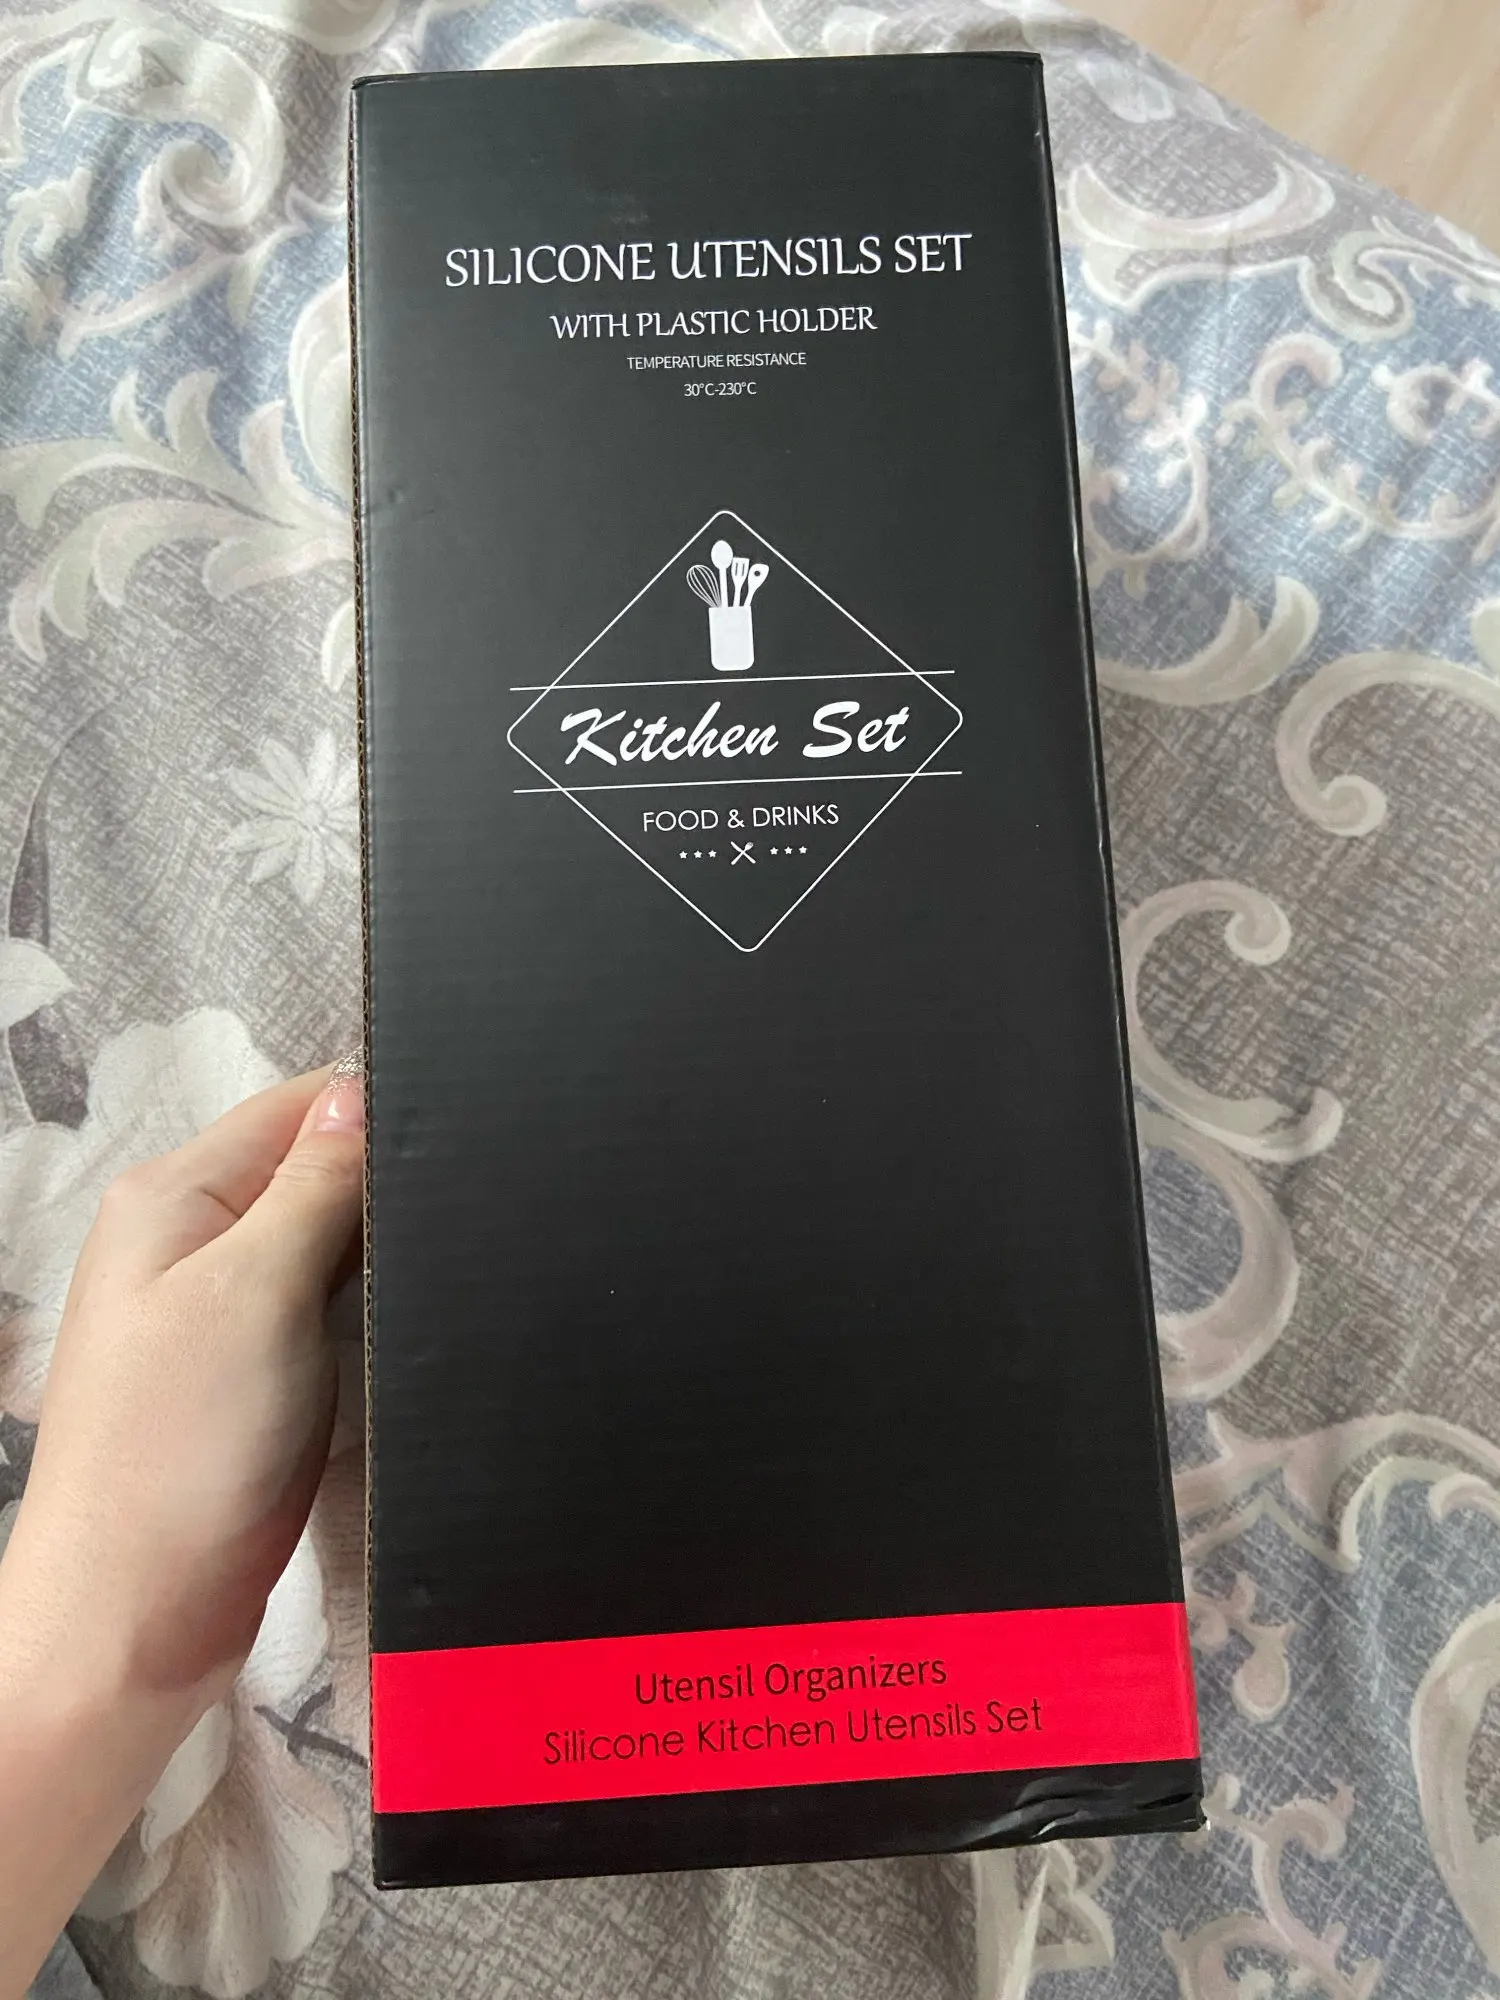 SILICONE UTENSILS SET
WITH PLASTIC HOLDER
TEMPERATURE RESISTANCE
30°C-230°C
Kitchen Set
FOOD & DRINKS
Utensil Organizers
Silicone Kitchen Utensils Set